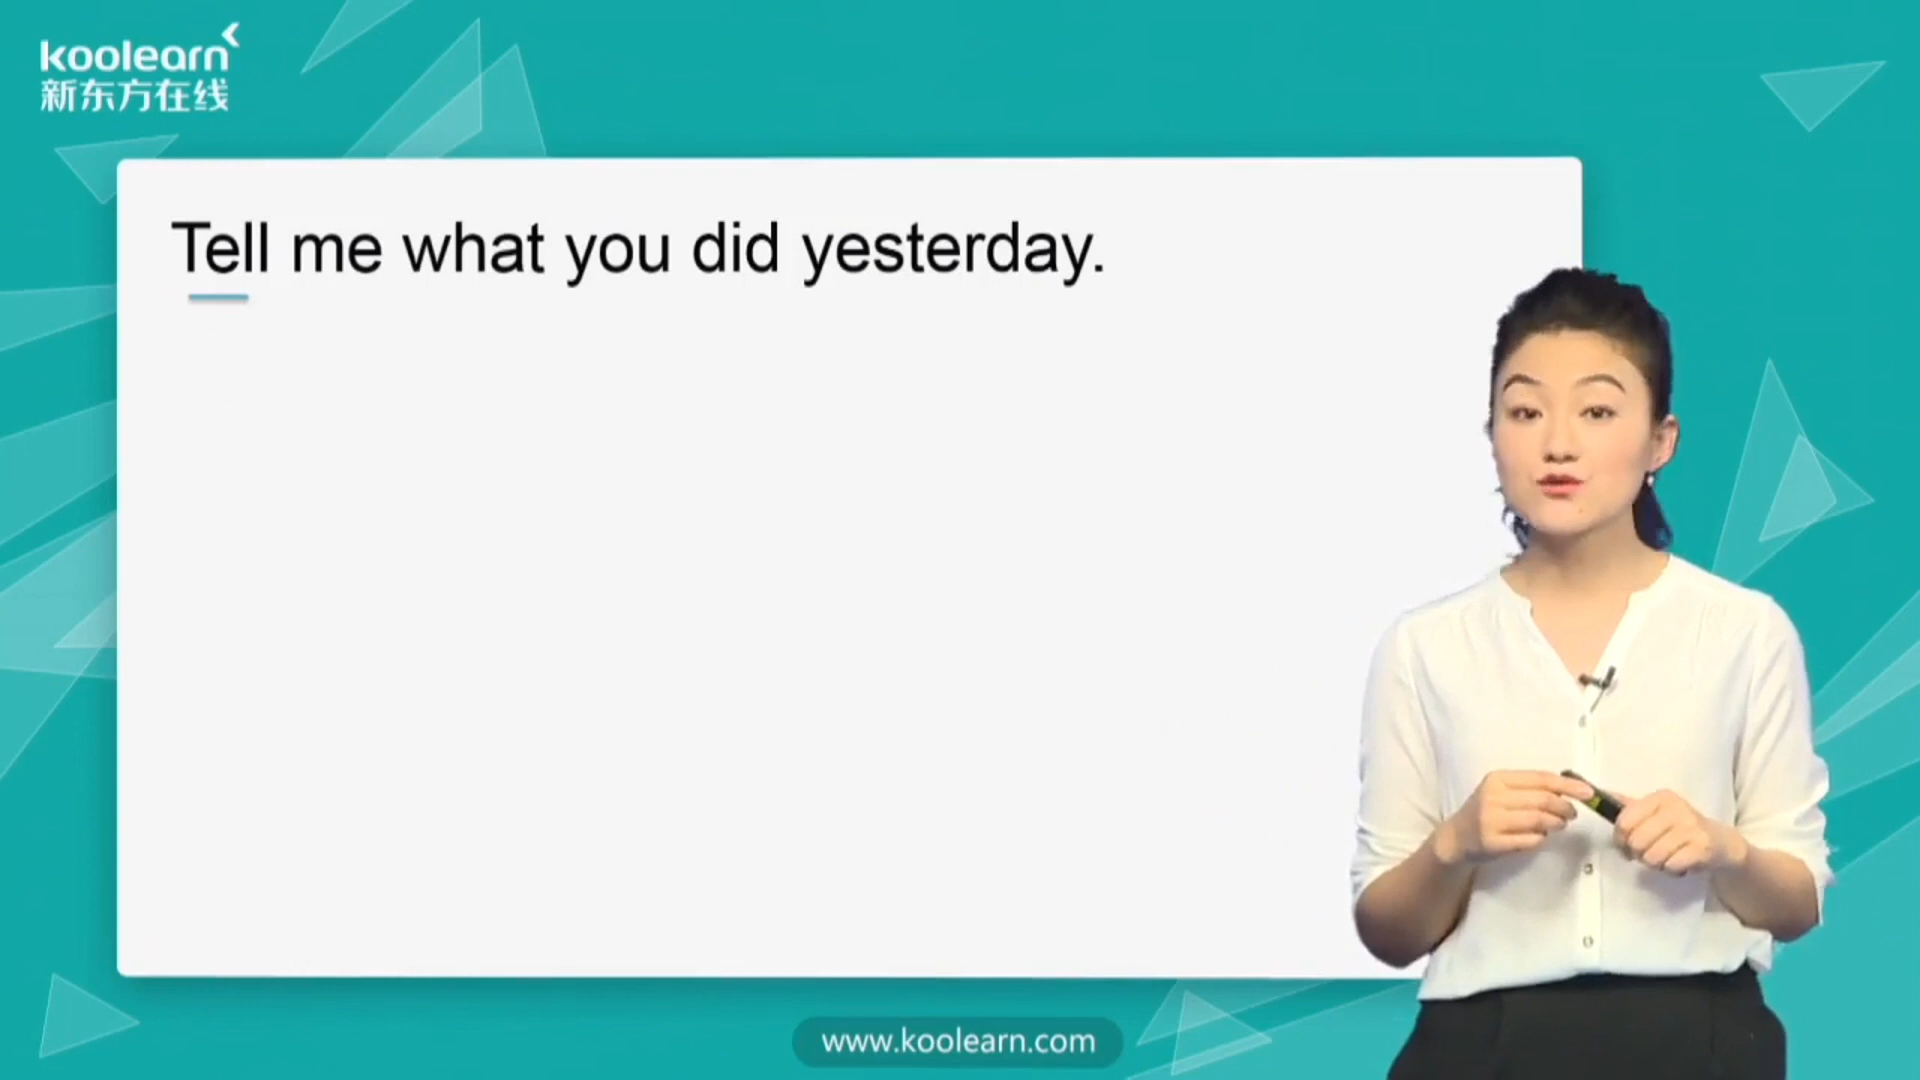 koolearn
新东方在线
Tell me what you did yesterday.
www.koolearn.com